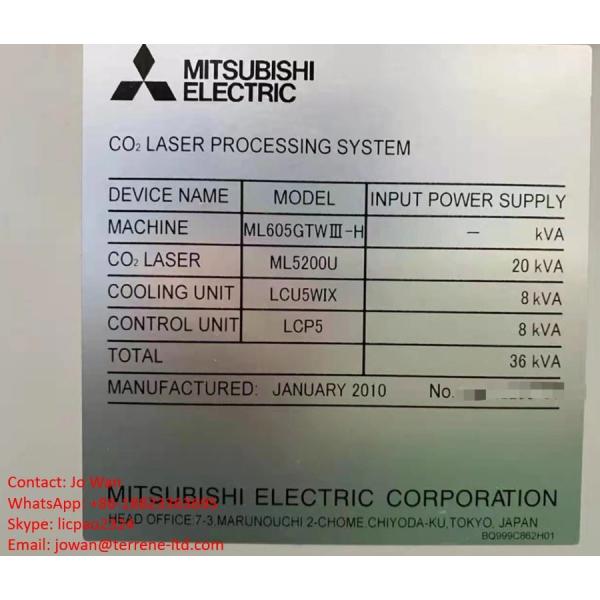 MITSUBISHI
ELECTRIC
CO₂ LASER PROCESSING SYSTEM
DEVICE NAME MODEL INPUT POWER SUPPLY
MACHINE ML605GTWⅢ-H — kVA
CO₂ LASER ML5200U 20 kVA
COOLING UNIT LCU5WIX 8 kVA
CONTROL UNIT LCP5 8 kVA
TOTAL 36 kVA
MANUFACTURED: JANUARY 2010 No.
Contact: Jo Wan
WhatsApp
MITSUBISHI ELECTRIC CORPORATION
Skype: licpao2324
HEAD OFFICE:7-3,MARUNOUCHI 2-CHOME,CHIYODA-KU,TOKYO, JAPAN
Email: jowan@terrene-ltd.com
BQ999C862H01